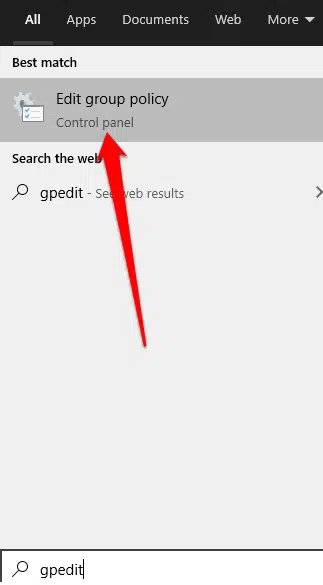 All Apps Documents Web More
Best match
Edit group policy
Control panel
Search the web
gpedit - See web results
gpedit